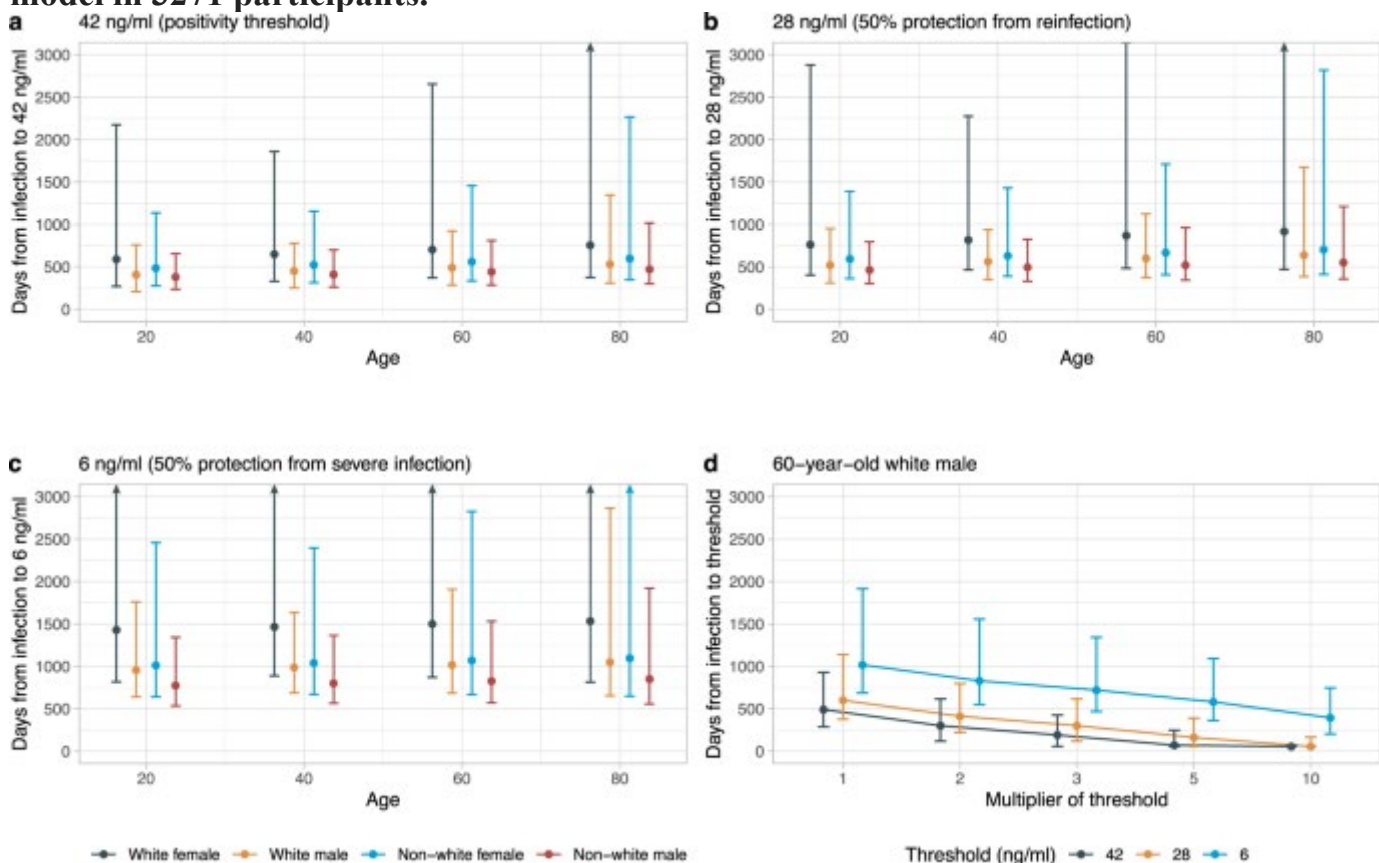 model in 3271 participants.
a 42 ng/ml (positivity threshold)
Days from infection to 42 ng/ml
3000
2500
2000
1500
1000
500
0
20 40 60 80
Age
b 28 ng/ml (50% protection from reinfection)
Days from infection to 28 ng/ml
3000
2500
2000
1500
1000
500
0
20 40 60 80
Age
c 6 ng/ml (50% protection from severe infection)
Days from infection to 6 ng/ml
3000
2500
2000
1500
1000
500
0
20 40 60 80
Age
White female White male Non-white female Non-white male
d 60-year-old white male
Days from infection to threshold
3000
2500
2000
1500
1000
500
0
1 2 3 5 10
Multiplier of threshold
Threshold (ng/ml) 42 28 6